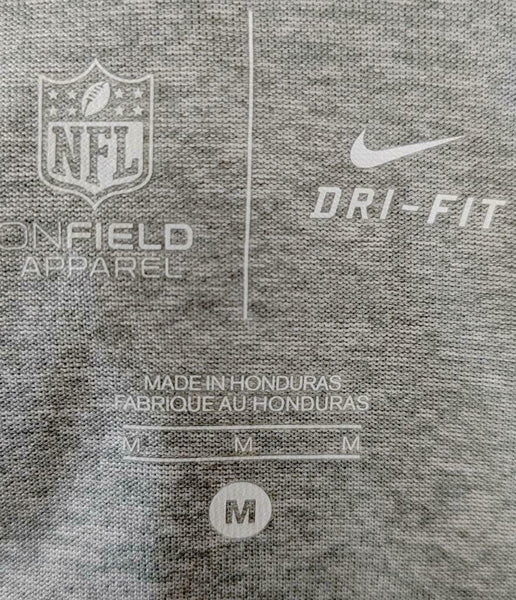 NFL
ONFIELD
APPAREL
DRI-FIT
MADE IN HONDURAS
FABRIQUE AU HONDURAS
M M M
M